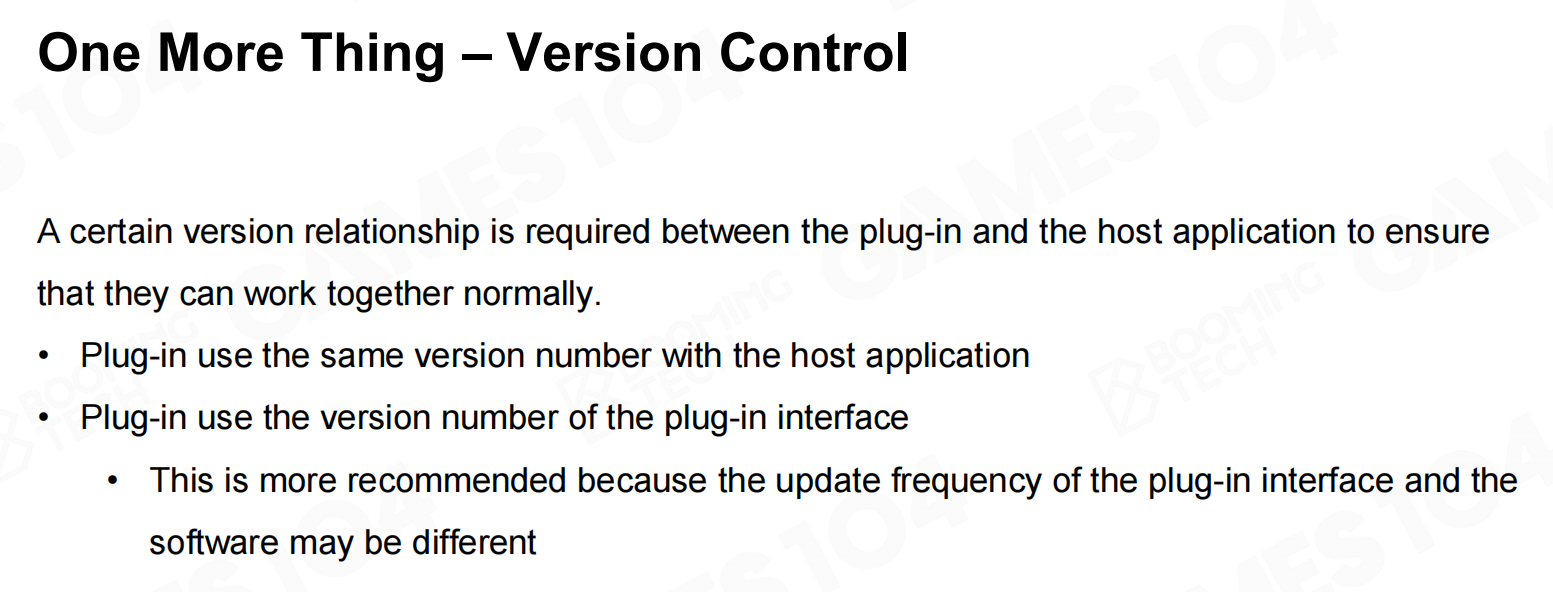 One More Thing – Version Control
A certain version relationship is required between the plug-in and the host application to ensure
that they can work together normally.
• Plug-in use the same version number with the host application
• Plug-in use the version number of the plug-in interface
• This is more recommended because the update frequency of the plug-in interface and the
software may be different
GAMES104
BOOMING
TECH